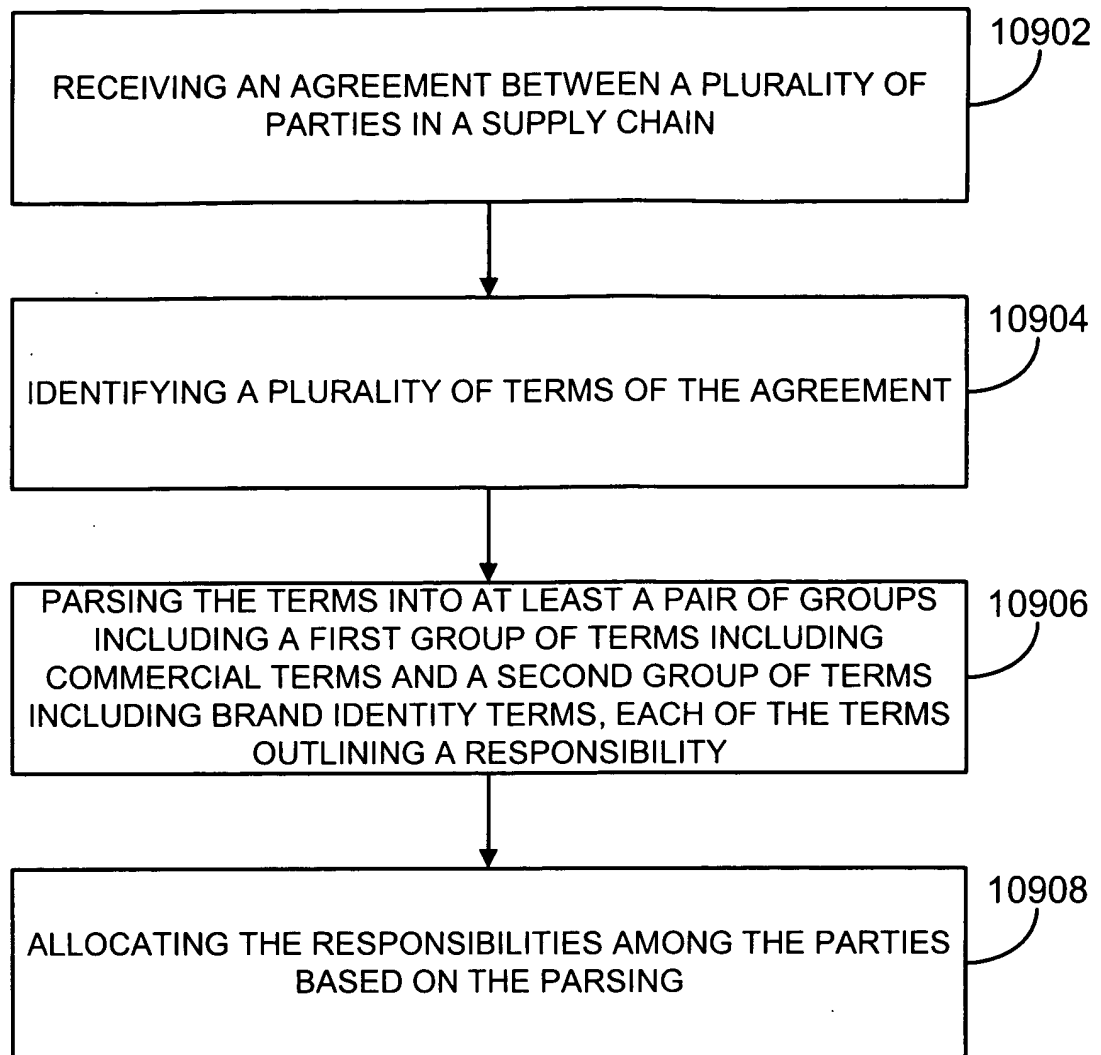 10902
RECEIVING AN AGREEMENT BETWEEN A PLURALITY OF
PARTIES IN A SUPPLY CHAIN
10904
IDENTIFYING A PLURALITY OF TERMS OF THE AGREEMENT
10906
PARSING THE TERMS INTO AT LEAST A PAIR OF GROUPS
INCLUDING A FIRST GROUP OF TERMS INCLUDING
COMMERCIAL TERMS AND A SECOND GROUP OF TERMS
INCLUDING BRAND IDENTITY TERMS, EACH OF THE TERMS
OUTLINING A RESPONSIBILITY
10908
ALLOCATING THE RESPONSIBILITIES AMONG THE PARTIES
BASED ON THE PARSING